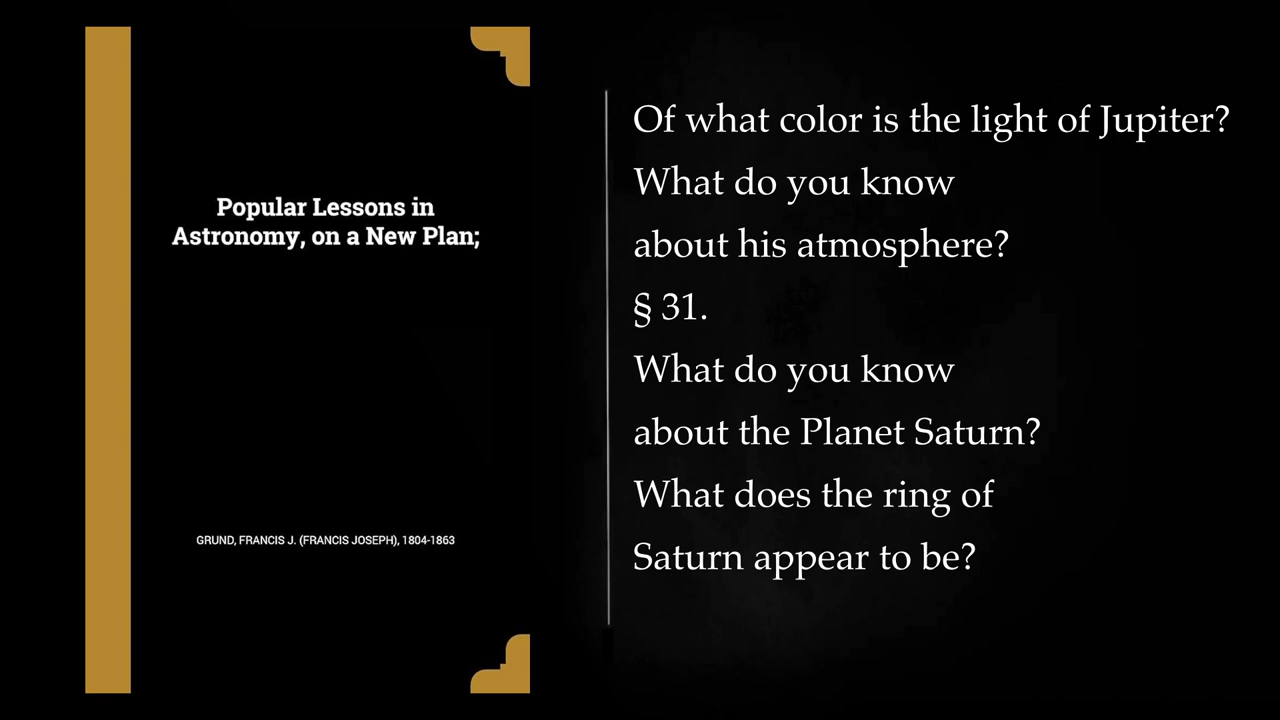 Popular Lessons in
Astronomy, on a New Plan;
GRUND, FRANCIS J. (FRANCIS JOSEPH), 1804-1863
Of what color is the light of Jupiter?
What do you know
about his atmosphere?
§ 31.
What do you know
about the Planet Saturn?
What does the ring of
Saturn appear to be?